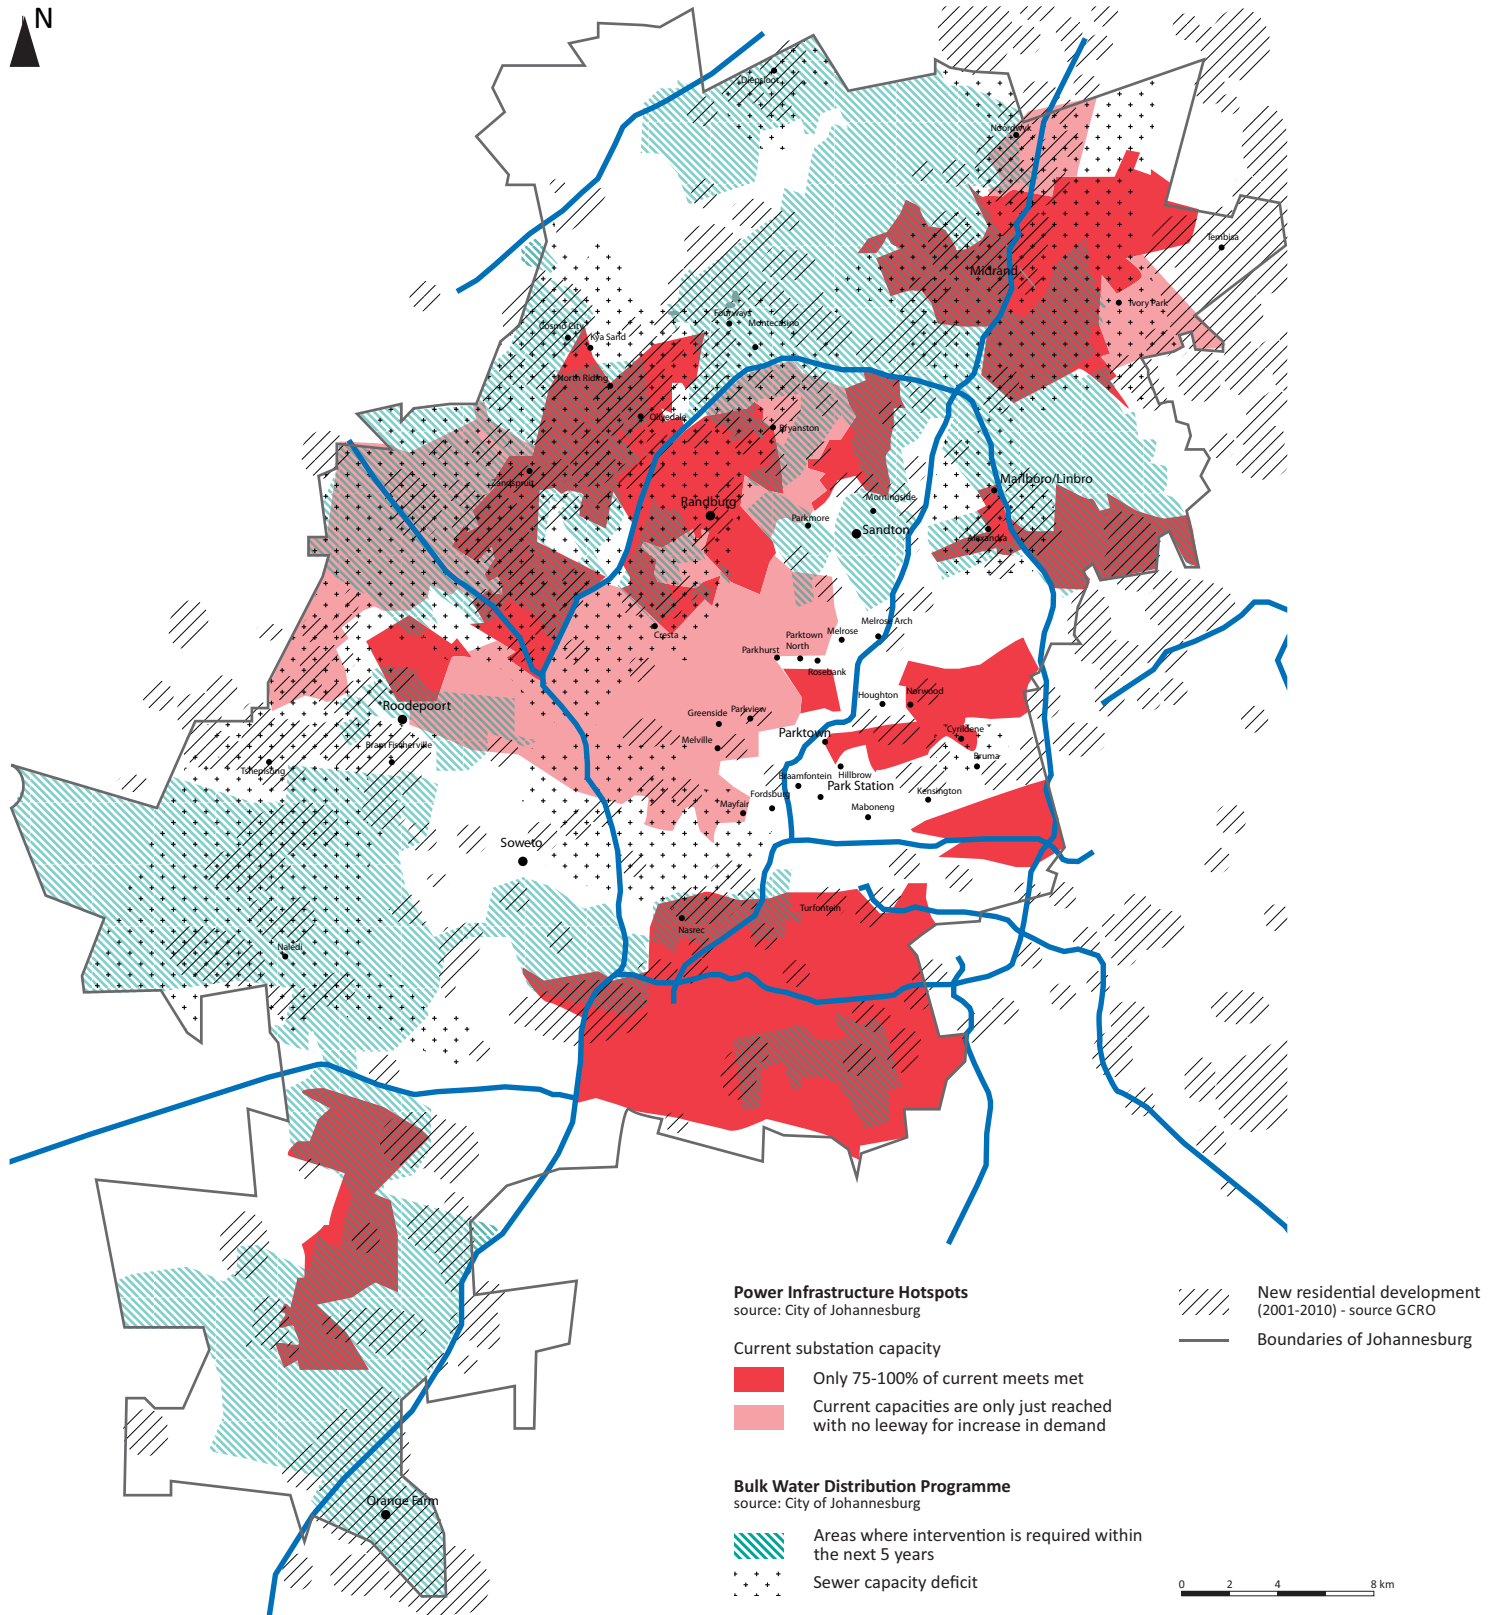 N
Diepsloot
Noordwyk
Tembisa
Midrand
Ivory Park
Fourways
Montecasino
Cosmo City
Kya Sand
North Riding
Olivedale
Bryanston
Zandspruit
Marlboro/Linbro
Randburg
Morningside
Parkmore
Sandton
Alexandra
Cresta
Melrose Arch
Parktown
North
Melrose
Parkhurst
Rosebank
Houghton
Norwood
Roodepoort
Greenside
Parkview
Melville
Parktown
Cyrildene
Bram Fischerville
Bruma
Tshepisong
Braamfontein
Hillbrow
Park Station
Fordsburg
Kensington
Mayfair
Maboneng
Soweto
Turfontein
Nasrec
Naledi
Orange Farm
Power Infrastructure Hotspots
source: City of Johannesburg
Current substation capacity
Only 75-100% of current meets met
Current capacities are only just reached
with no leeway for increase in demand
Bulk Water Distribution Programme
source: City of Johannesburg
Areas where intervention is required within
the next 5 years
Sewer capacity deficit
New residential development
(2001-2010) - source GCRO
Boundaries of Johannesburg
0 2 4 8 km